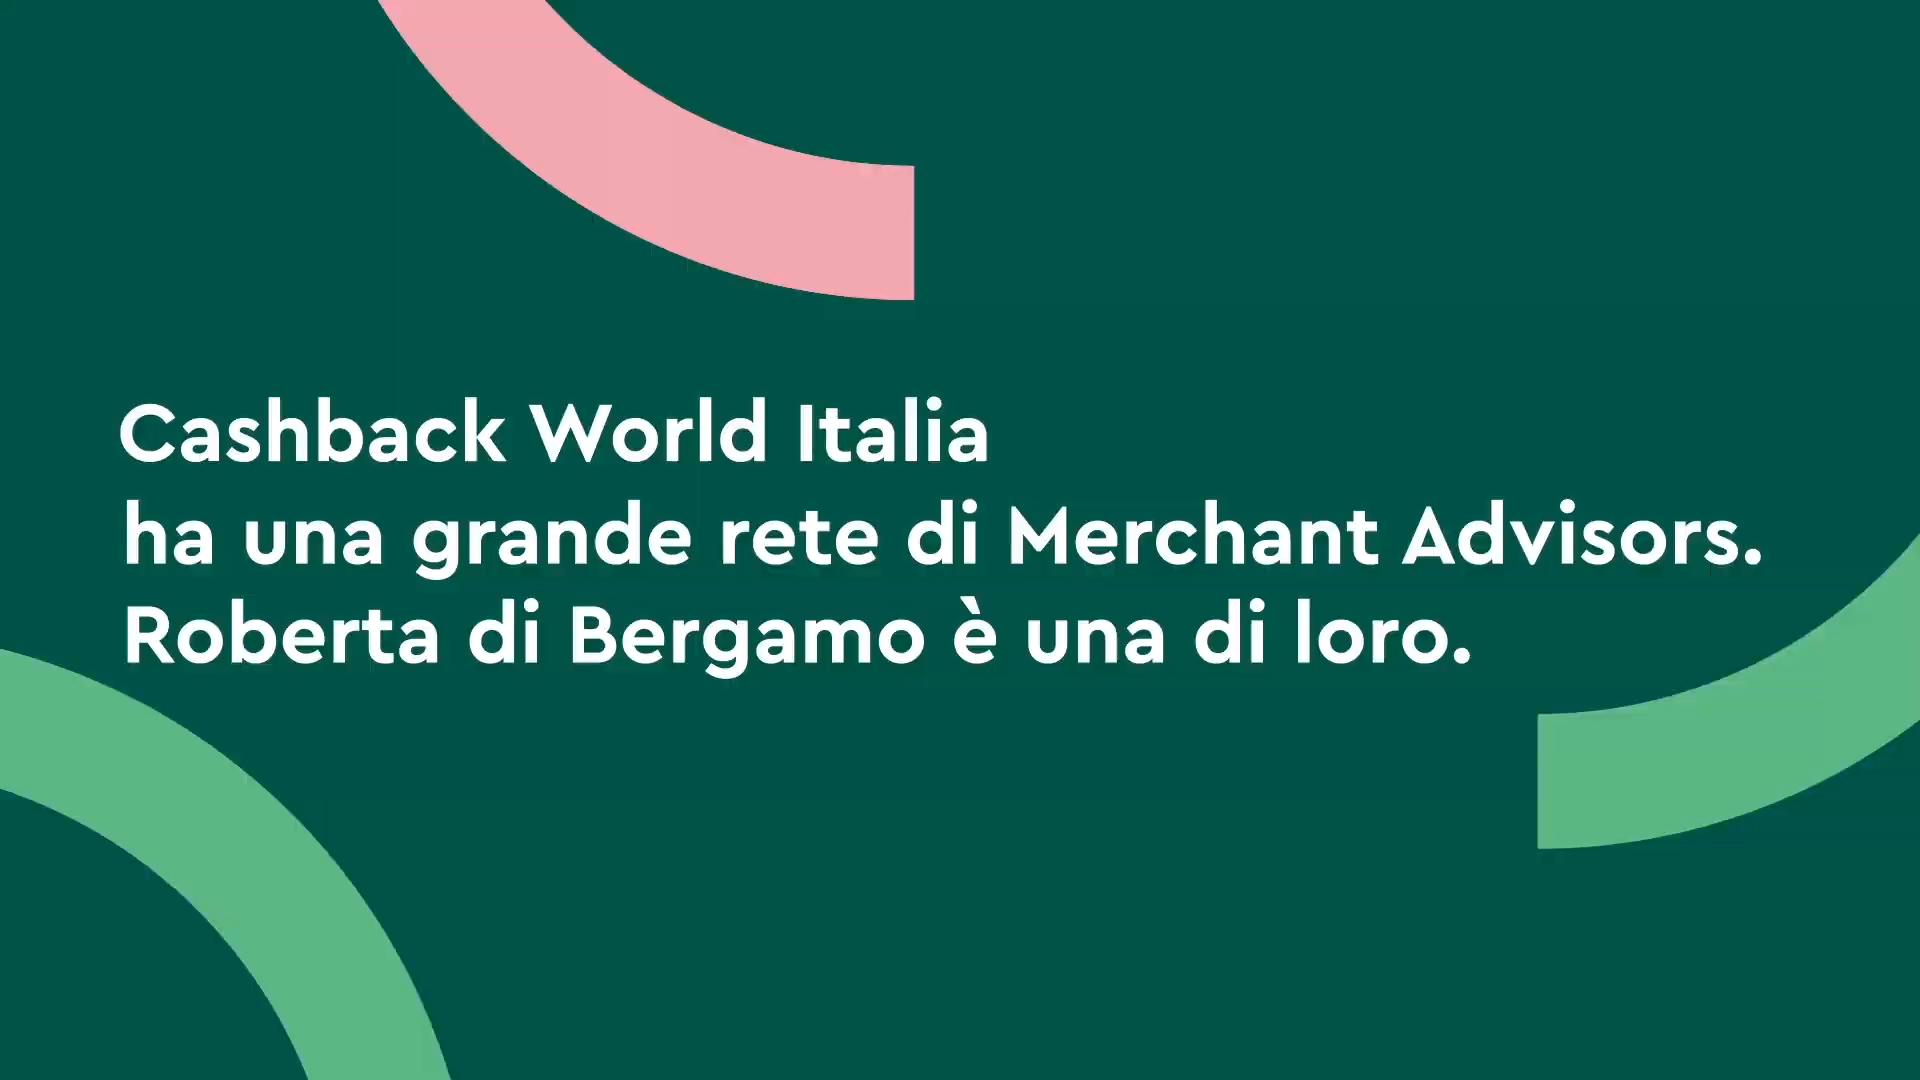 Cashback World Italia
ha una grande rete di Merchant Advisors.
Roberta di Bergamo è una di loro.